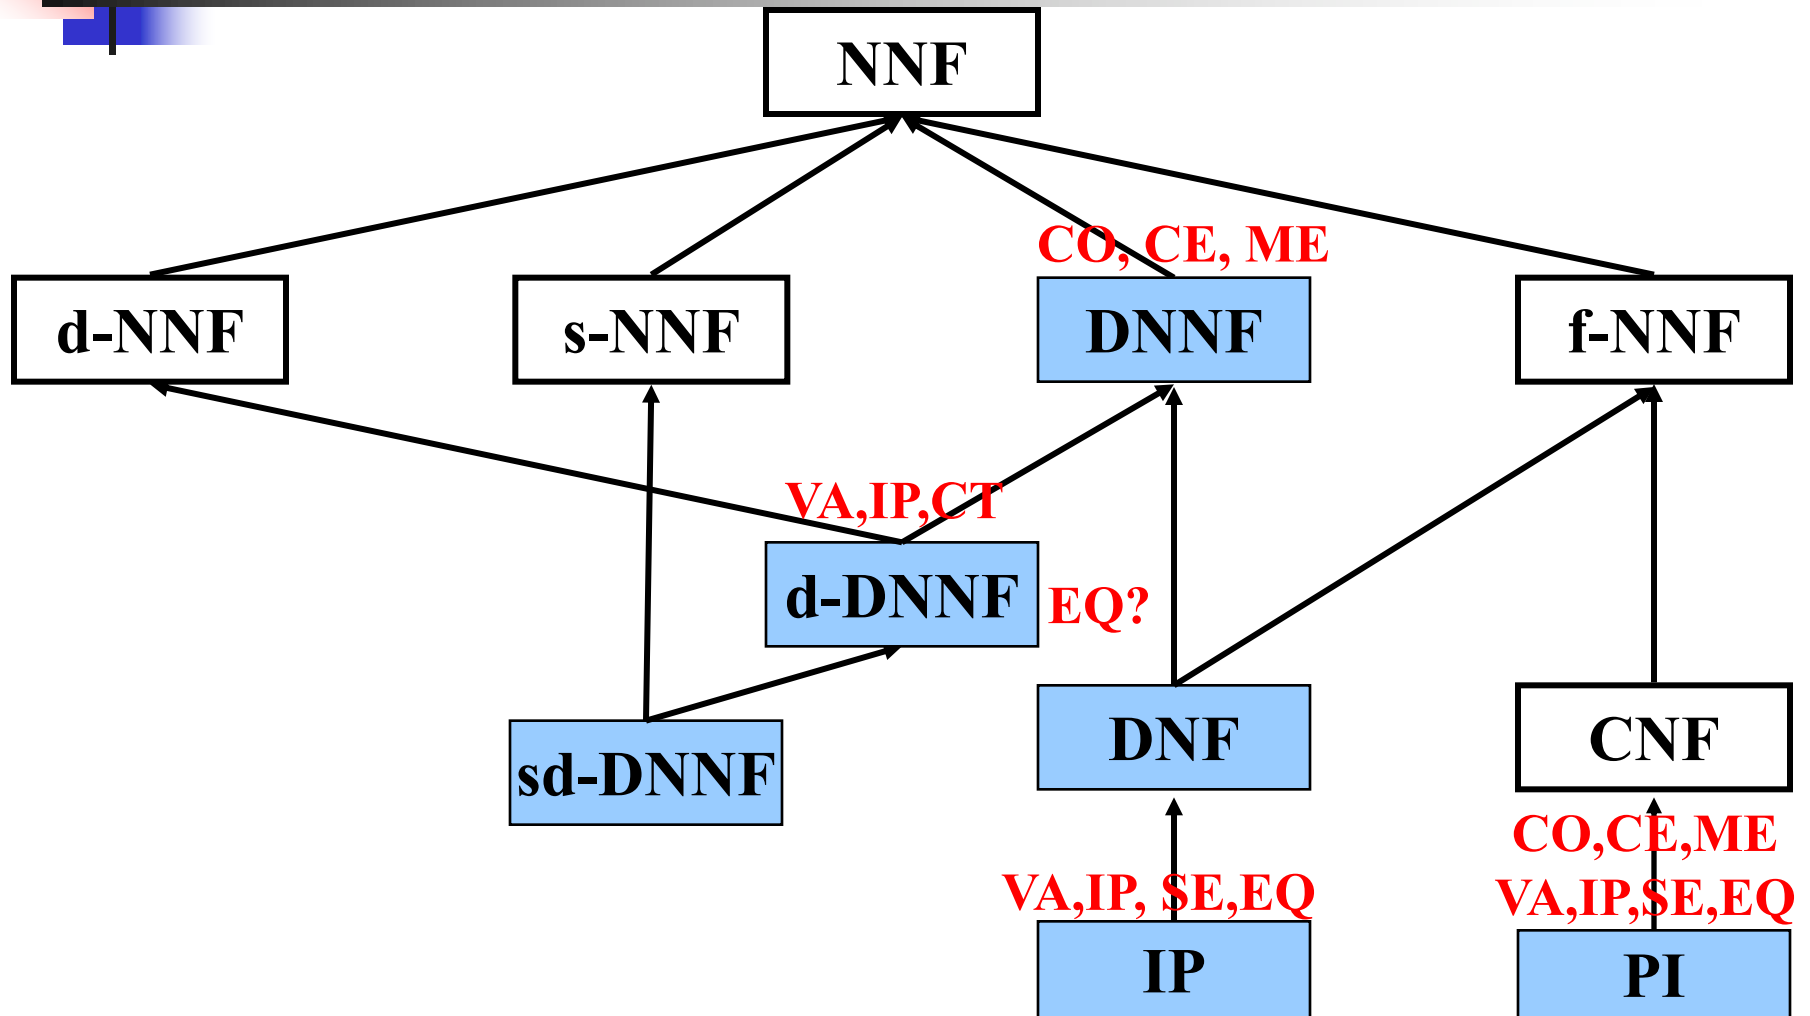 NNF
CO, CE, ME
d-NNF
s-NNF
DNNF
f-NNF
VA,IP,CT
d-DNNF
EQ?
sd-DNNF
DNF
CNF
CO,CE,ME
VA,IP, SE,EQ
VA,IP,SE,EQ
IP
PI